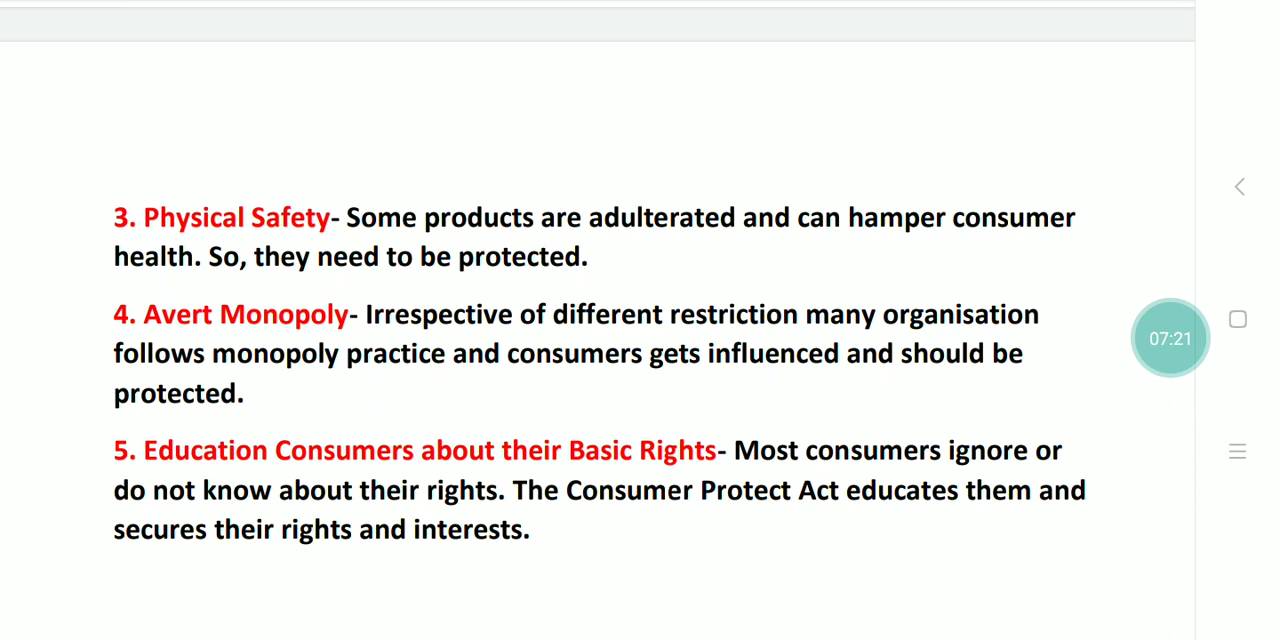 3. Physical Safety- Some products are adulterated and can hamper consumer
health. So, they need to be protected.
4. Avert Monopoly- Irrespective of different restriction many organisation
follows monopoly practice and consumers gets influenced and should be
protected.
07:21
5. Education Consumers about their Basic Rights- Most consumers ignore or
do not know about their rights. The Consumer Protect Act educates them and
secures their rights and interests.